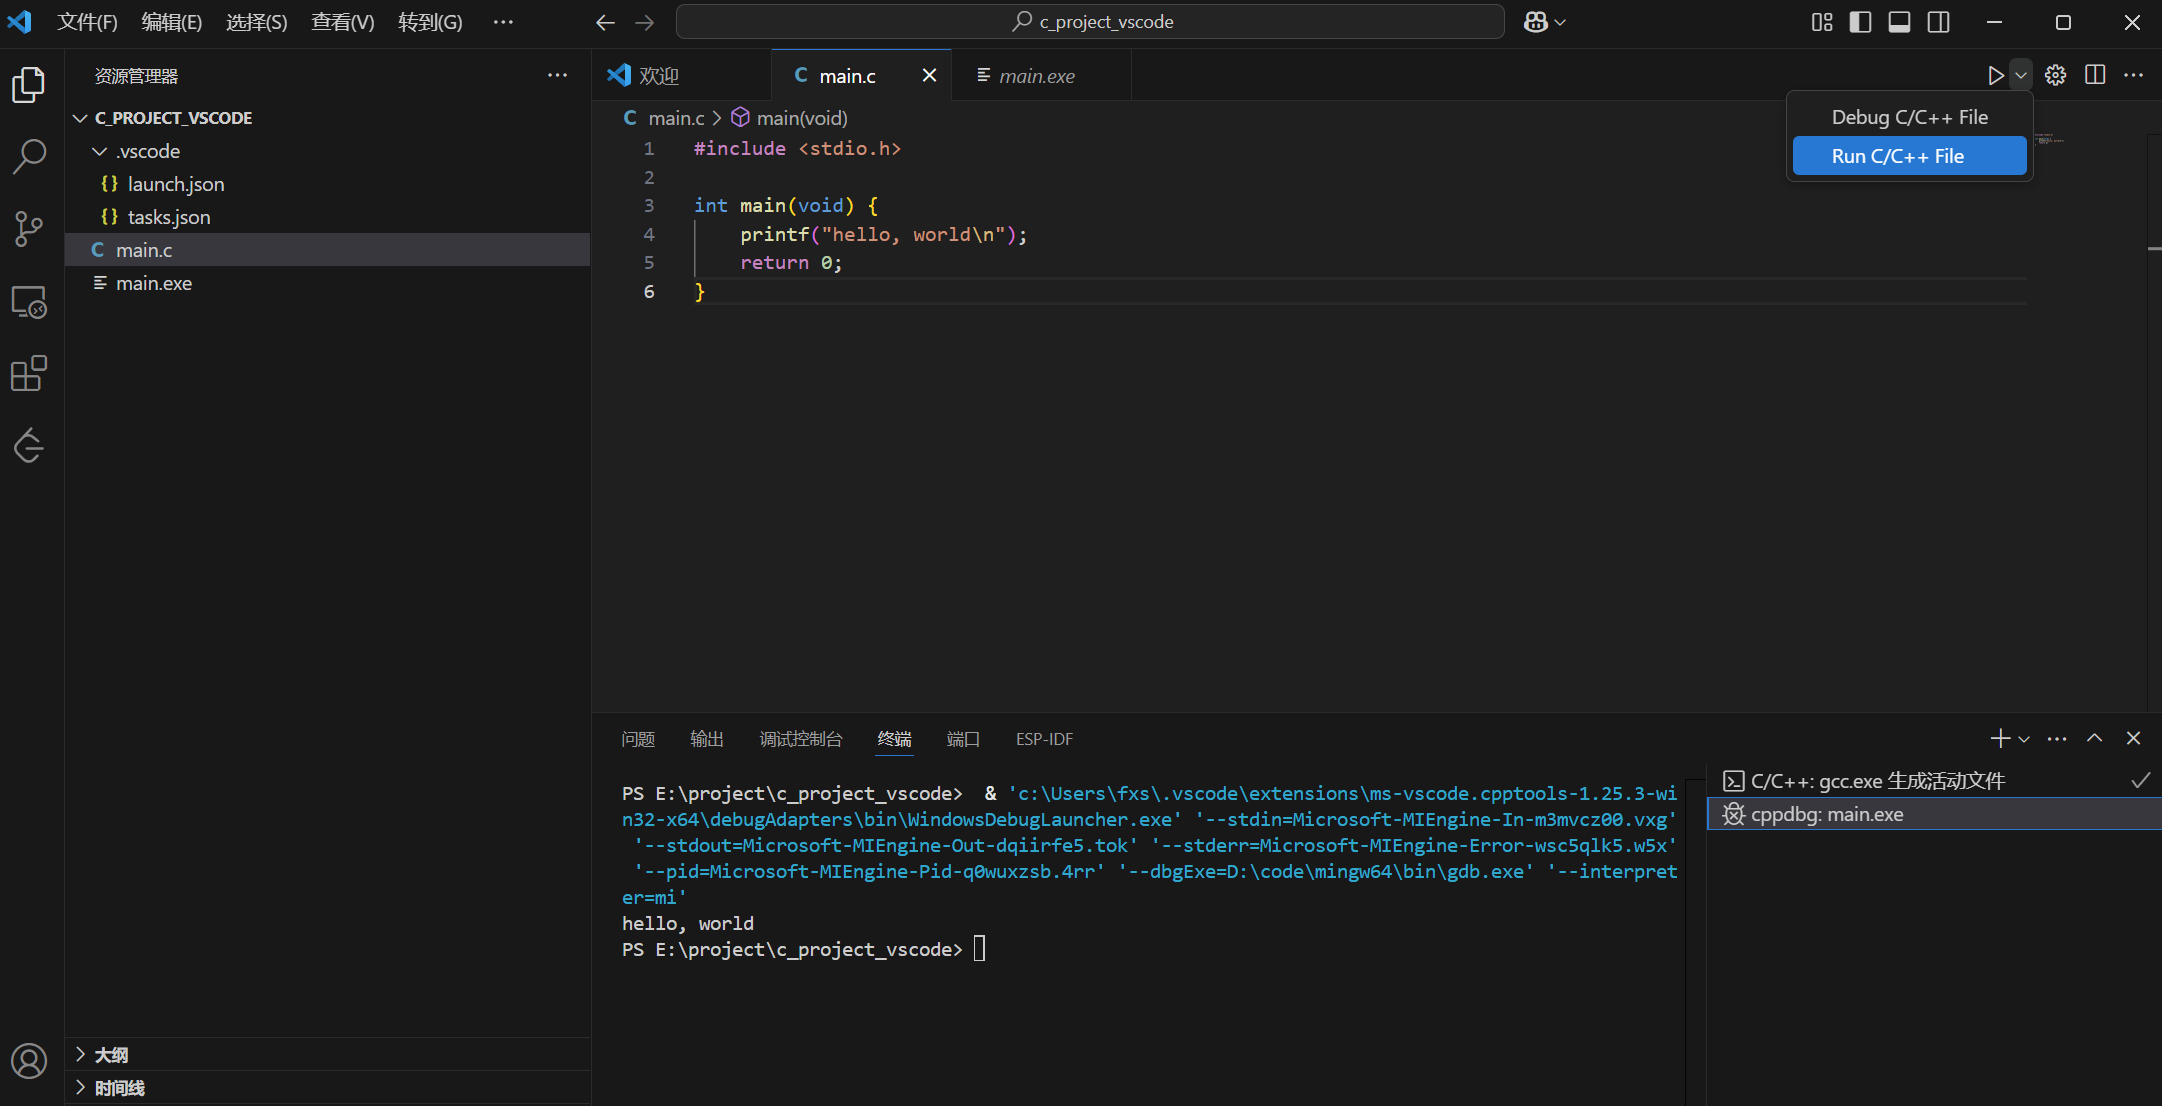 文件(F) 编辑(E) 选择(S) 查看(V) 转到(G) ··· c_project_vscode
资源管理器 ···
C_PROJECT_VSCODE
.vscode
{} launch.json
{} tasks.json
C main.c
main.exe
大纲
时间线
欢迎 C main.c main.exe
C main.c > main(void)
Debug C/C++ File
Run C/C++ File
1 #include <stdio.h>
2
3 int main(void) {
4 printf("hello, world\n");
5 return 0;
6 }
问题 输出 调试控制台 终端 端口 ESP-IDF
PS E:\project\c_project_vscode>  & 'c:\Users\fxs\.vscode\extensions\ms-vscode.cpptools-1.25.3-wi
n32-x64\debugAdapters\bin\WindowsDebugLauncher.exe' '--stdin=Microsoft-MIEngine-In-m3mvcz00.vxg'
'--stdout=Microsoft-MIEngine-Out-dqiirfe5.tok' '--stderr=Microsoft-MIEngine-Error-wsc5qlk5.w5x'
'--pid=Microsoft-MIEngine-Pid-q0wuxzsb.4rr' '--dbgExe=D:\code\mingw64\bin\gdb.exe' '--interpret
er=mi'
hello, world
PS E:\project\c_project_vscode>
C/C++: gcc.exe 生成活动文件
cppdbg: main.exe